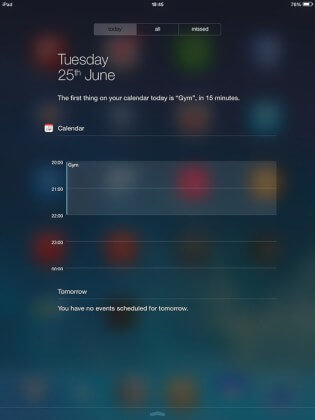 iPad 18:45 76%
today all missed
Tuesday
25th June
The first thing on your calendar today is "Gym", in 15 minutes.
Calendar
20:00 Gym
21:00
22:00
23:00
00:00
Tomorrow
You have no events scheduled for tomorrow.